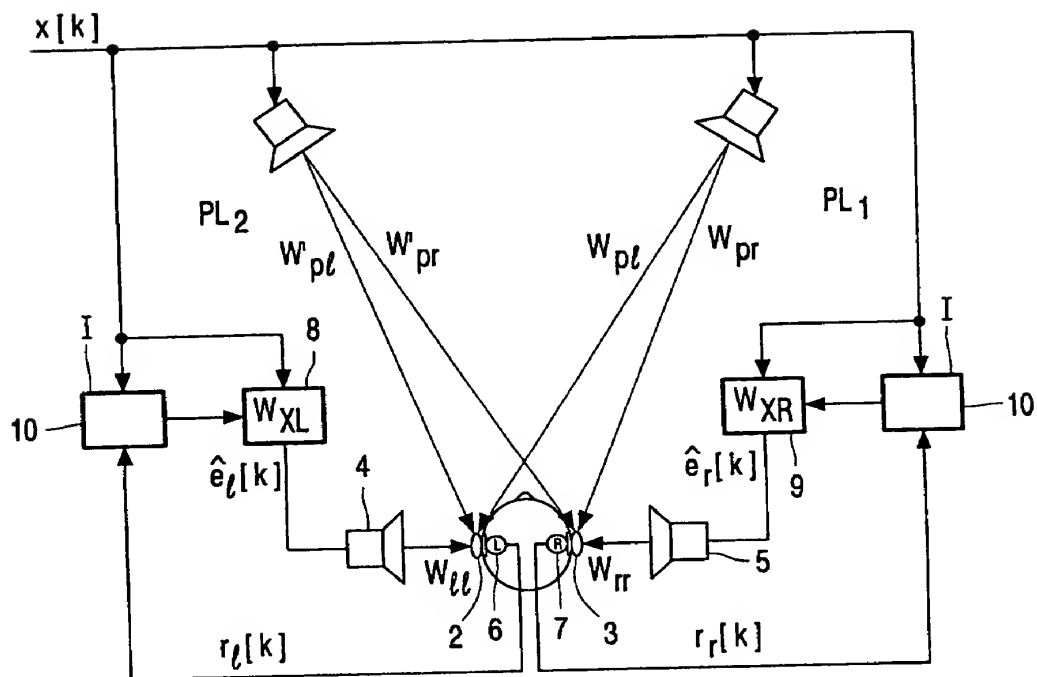 x[k]
PL2
PL1
W'pℓ
W'pr
Wpℓ
Wpr
I
8
I
10
WXL
WXR
10
êℓ[k]
4
êr[k]
9
L
R
Wℓℓ
Wrr
5
2
6
7
3
rℓ[k]
rr[k]